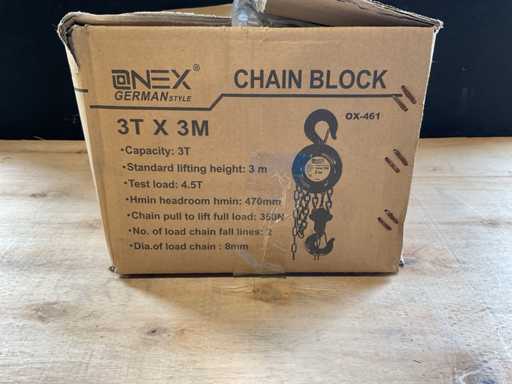 ONEX®
GERMAN STYLE
CHAIN BLOCK
OX-461
3T X 3M
•Capacity: 3T
•Standard lifting height: 3 m
•Test load: 4.5T
•Hmin headroom hmin: 470mm
•Chain pull to lift full load: 350N
•No. of load chain fall lines: 2
•Dia.of load chain : 8mm